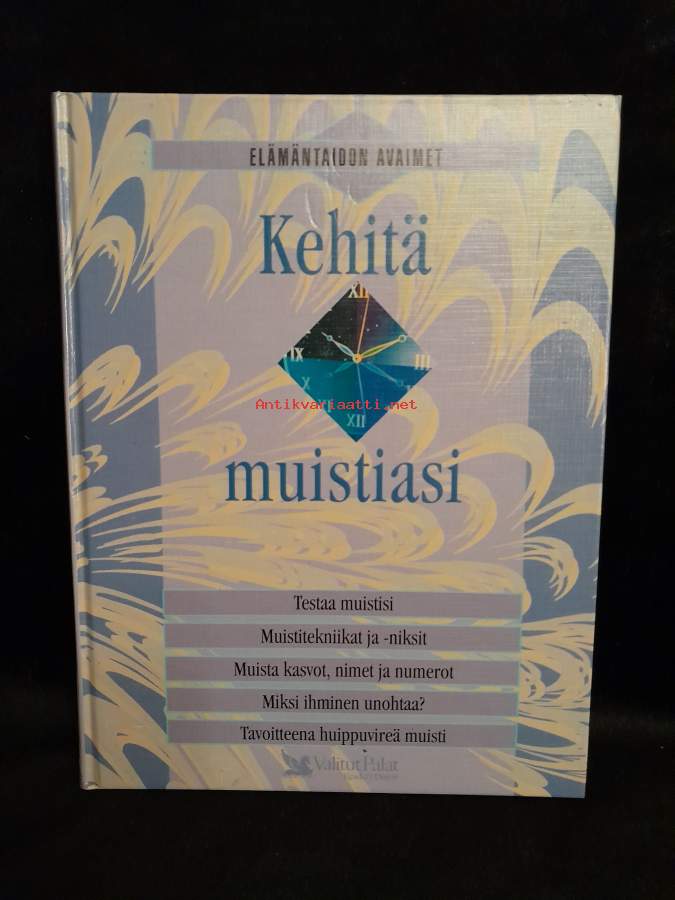 ELÄMÄNTAIDON AVAIMET
Kehitä
XII
IX
III
X
Antikvariaatti.net
XII
muistiasi
Testaa muistisi
Muistitekniikat ja -niksit
Muista kasvot, nimet ja numerot
Miksi ihminen unohtaa?
Tavoitteena huippuvireä muisti
Valitut Palat